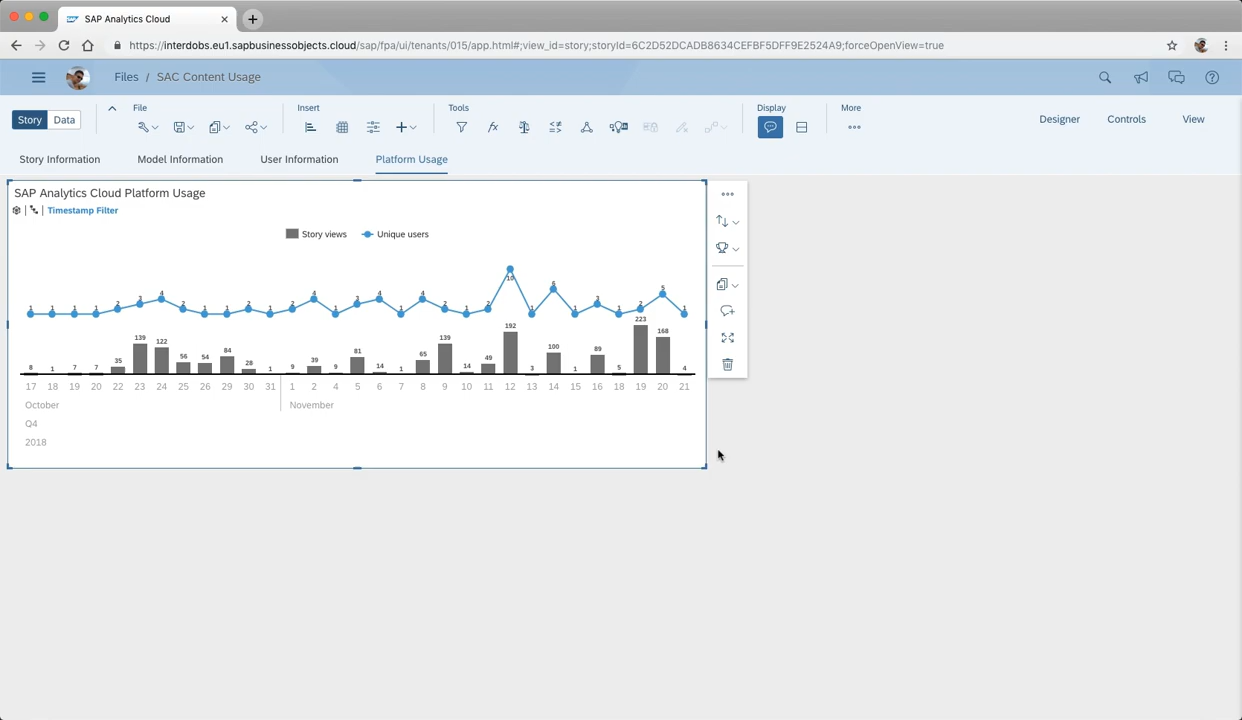 SAP Analytics Cloud
https://interdobs.eu1.sapbusinessobjects.cloud/sap/fpa/ui/tenants/015/app.html#;view_id=story;storyId=6C2D52DCADB8634CEFBF5DFF9E2524A9;forceOpenView=true
Files / SAC Content Usage
File Insert Tools Display More
Story Data Designer Controls View
Story Information Model Information User Information Platform Usage
SAP Analytics Cloud Platform Usage
Timestamp Filter
Story views Unique users
1 1 1 1 2 3 4 2 1 1 2 1 2 4 1 3 4 1 4 2 1 2 10 1 6 1 3 1 2 5 1
8 1 7 7 35 139 122 56 54 84 28 1 9 39 9 81 14 1 65 139 14 49 192 3 100 1 89 5 223 168 4
17 18 19 20 22 23 24 25 26 29 30 31 1 2 4 5 6 7 8 9 10 11 12 13 14 15 16 18 19 20 21
October November
Q4
2018